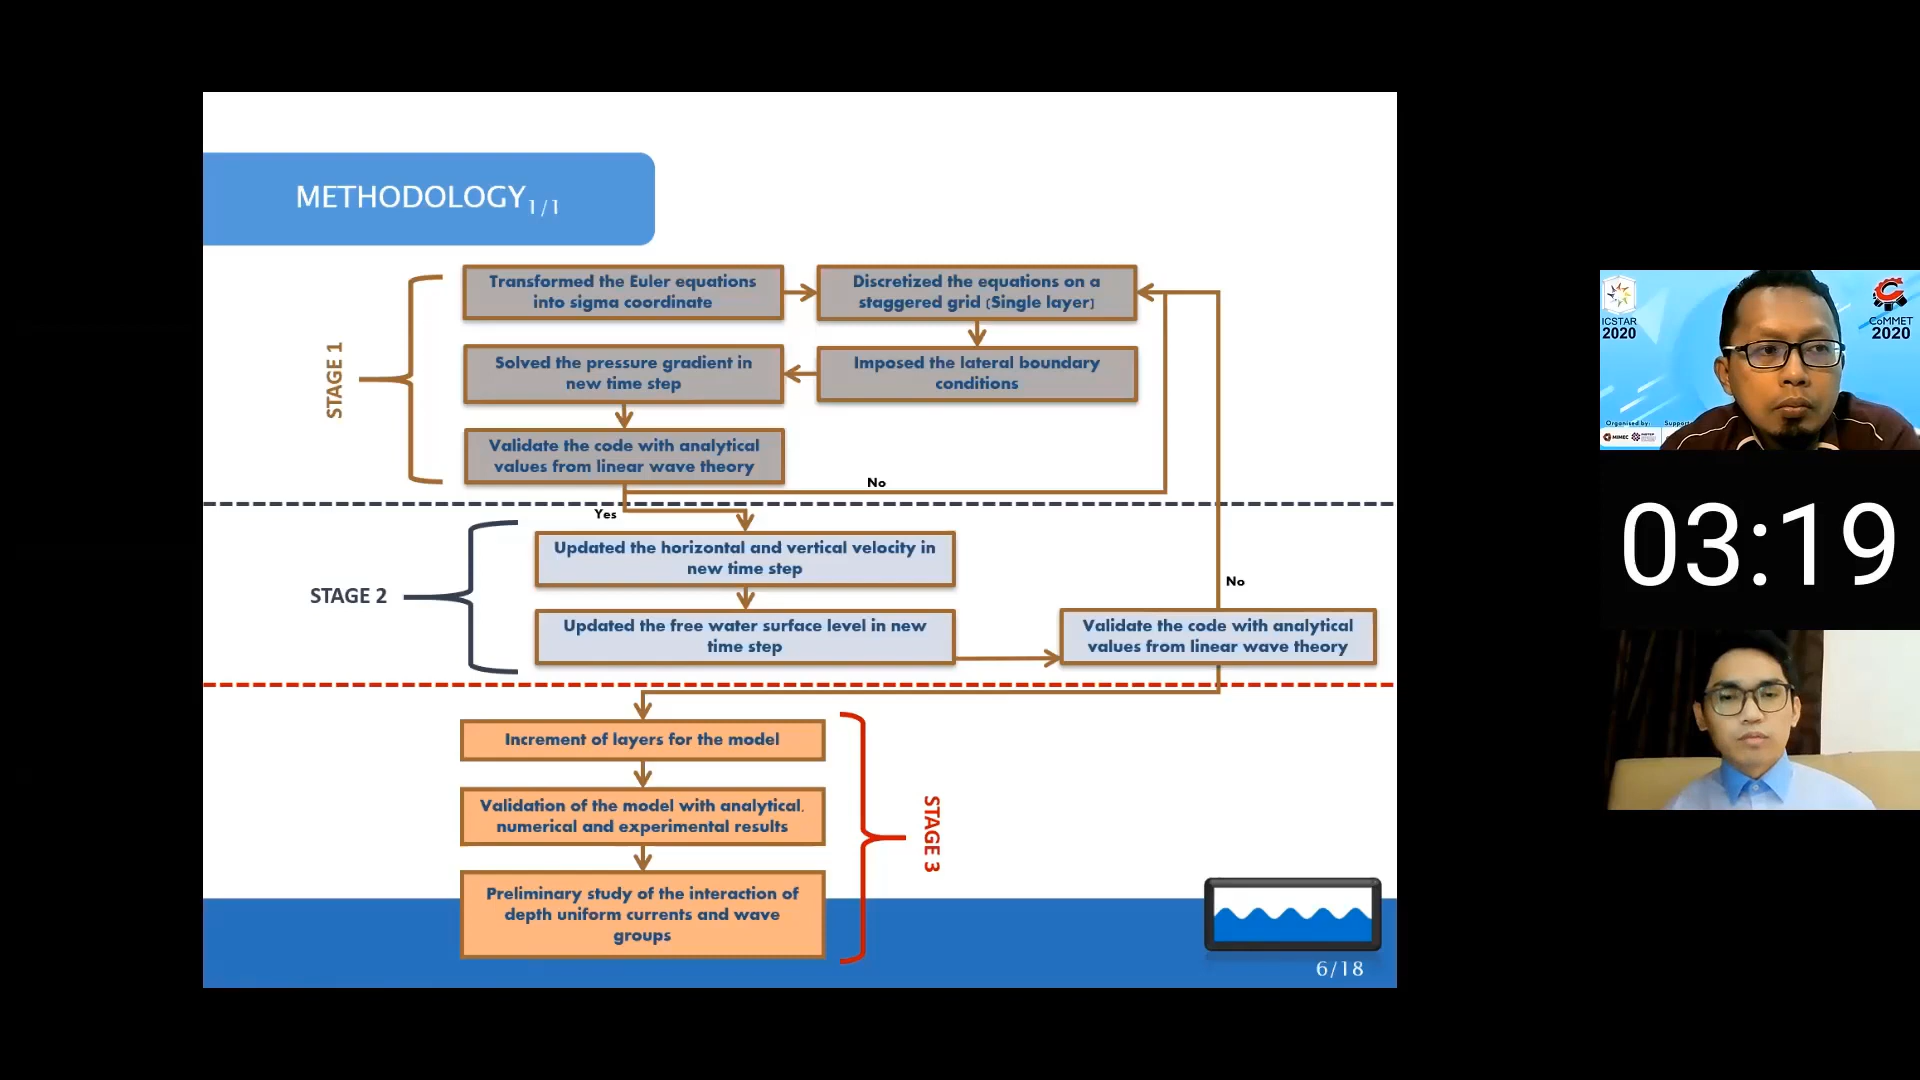 METHODOLOGY 1/1
STAGE 1
Transformed the Euler equations
into sigma coordinate
Discretized the equations on a
staggered grid (Single layer)
Solved the pressure gradient in
new time step
Imposed the lateral boundary
conditions
Validate the code with analytical
values from linear wave theory
No
Yes
STAGE 2
Updated the horizontal and vertical velocity in
new time step
No
Updated the free water surface level in new
time step
Validate the code with analytical
values from linear wave theory
Increment of layers for the model
Validation of the model with analytical,
numerical and experimental results
Preliminary study of the interaction of
depth uniform currents and wave
groups
STAGE 3
6/18
ICSTAR
2020
CoMMET
2020
Organised by:
Support
MIMEC
03:19